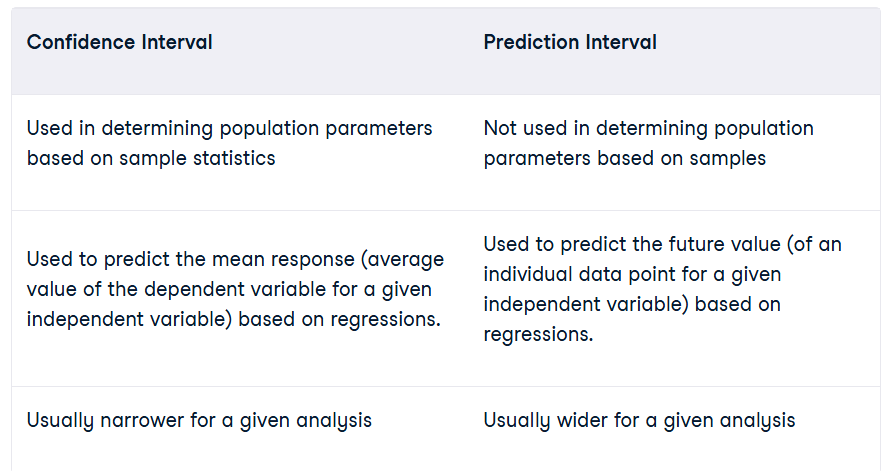 Confidence Interval
Prediction Interval
Used in determining population parameters
based on sample statistics
Not used in determining population
parameters based on samples
Used to predict the mean response (average
value of the dependent variable for a given
independent variable) based on regressions.
Used to predict the future value (of an
individual data point for a given
independent variable) based on
regressions.
Usually narrower for a given analysis
Usually wider for a given analysis